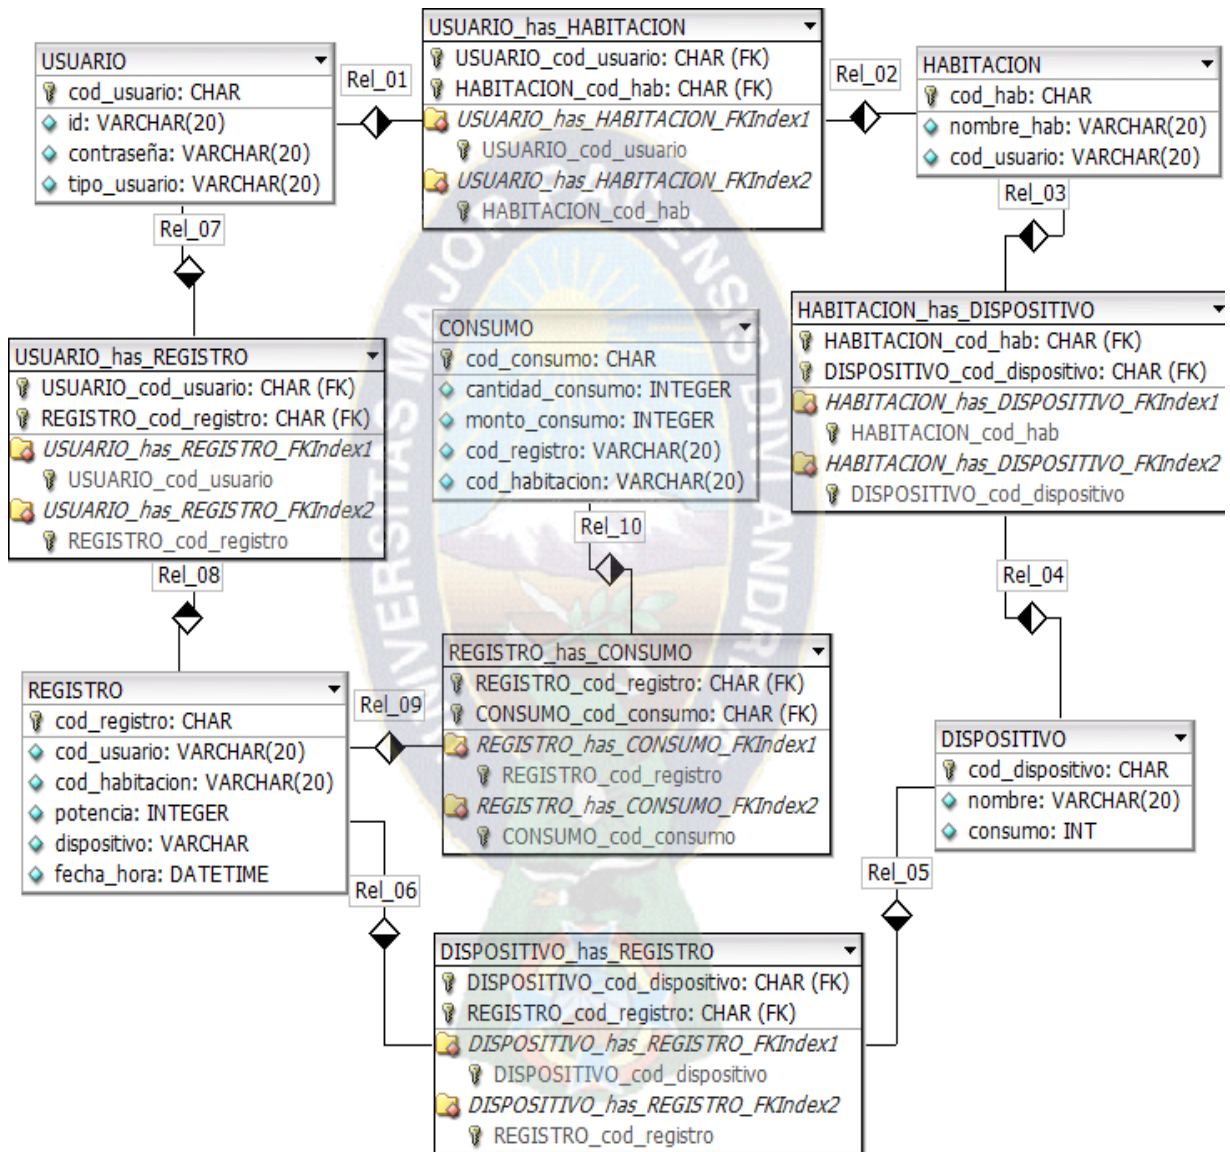 USUARIO
cod_usuario: CHAR
id: VARCHAR(20)
contraseña: VARCHAR(20)
tipo_usuario: VARCHAR(20)
Rel_01
USUARIO_has_HABITACION
USUARIO_cod_usuario: CHAR (FK)
HABITACION_cod_hab: CHAR (FK)
USUARIO_has_HABITACION_FKIndex1
USUARIO_cod_usuario
USUARIO_has_HABITACION_FKIndex2
HABITACION_cod_hab
Rel_02
HABITACION
cod_hab: CHAR
nombre_hab: VARCHAR(20)
cod_usuario: VARCHAR(20)
Rel_03
Rel_07
USUARIO_has_REGISTRO
USUARIO_cod_usuario: CHAR (FK)
REGISTRO_cod_registro: CHAR (FK)
USUARIO_has_REGISTRO_FKIndex1
USUARIO_cod_usuario
USUARIO_has_REGISTRO_FKIndex2
REGISTRO_cod_registro
Rel_08
CONSUMO
cod_consumo: CHAR
cantidad_consumo: INTEGER
monto_consumo: INTEGER
cod_registro: VARCHAR(20)
cod_habitacion: VARCHAR(20)
Rel_10
HABITACION_has_DISPOSITIVO
HABITACION_cod_hab: CHAR (FK)
DISPOSITIVO_cod_dispositivo: CHAR (FK)
HABITACION_has_DISPOSITIVO_FKIndex1
HABITACION_cod_hab
HABITACION_has_DISPOSITIVO_FKIndex2
DISPOSITIVO_cod_dispositivo
Rel_04
REGISTRO
cod_registro: CHAR
cod_usuario: VARCHAR(20)
cod_habitacion: VARCHAR(20)
potencia: INTEGER
dispositivo: VARCHAR
fecha_hora: DATETIME
Rel_09
REGISTRO_has_CONSUMO
REGISTRO_cod_registro: CHAR (FK)
CONSUMO_cod_consumo: CHAR (FK)
REGISTRO_has_CONSUMO_FKIndex1
REGISTRO_cod_registro
REGISTRO_has_CONSUMO_FKIndex2
CONSUMO_cod_consumo
DISPOSITIVO
cod_dispositivo: CHAR
nombre: VARCHAR(20)
consumo: INT
Rel_06
Rel_05
DISPOSITIVO_has_REGISTRO
DISPOSITIVO_cod_dispositivo: CHAR (FK)
REGISTRO_cod_registro: CHAR (FK)
DISPOSITIVO_has_REGISTRO_FKIndex1
DISPOSITIVO_cod_dispositivo
DISPOSITIVO_has_REGISTRO_FKIndex2
REGISTRO_cod_registro
UNIVERSITAS MAJOR PACENSIS DIVI ANDREÆ